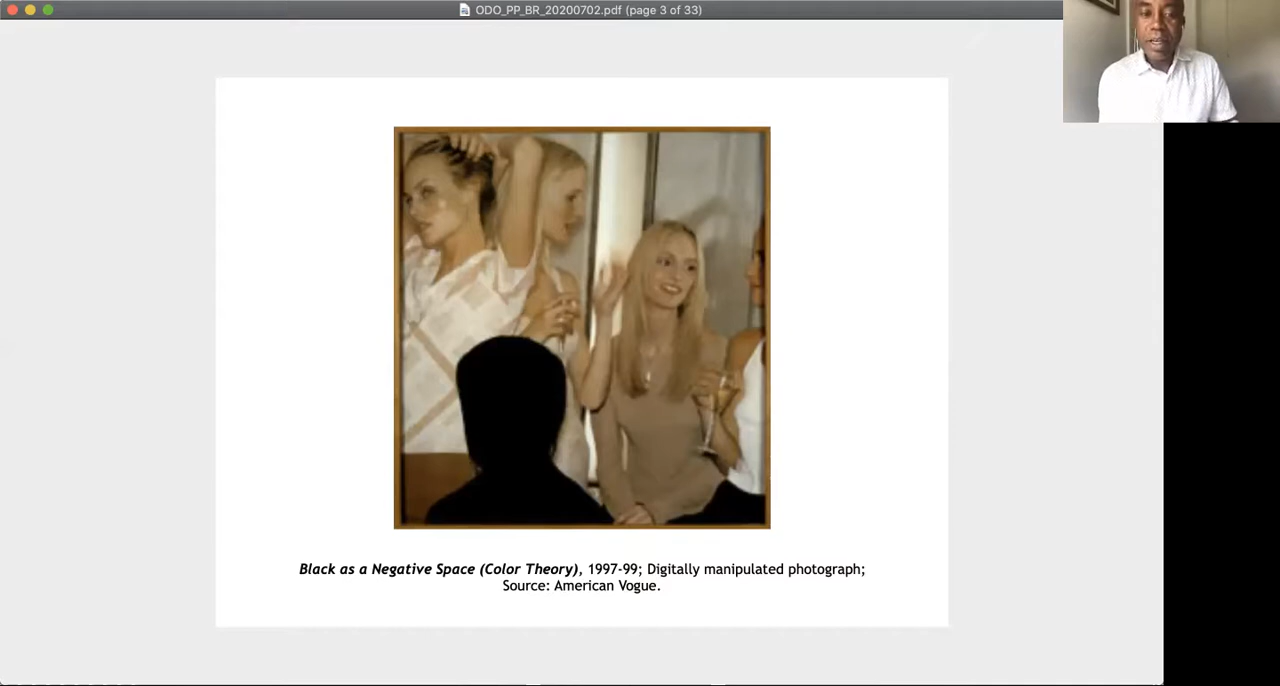 ODO_PP_BR_20200702.pdf (page 3 of 33)
Black as a Negative Space (Color Theory), 1997-99; Digitally manipulated photograph;
Source: American Vogue.